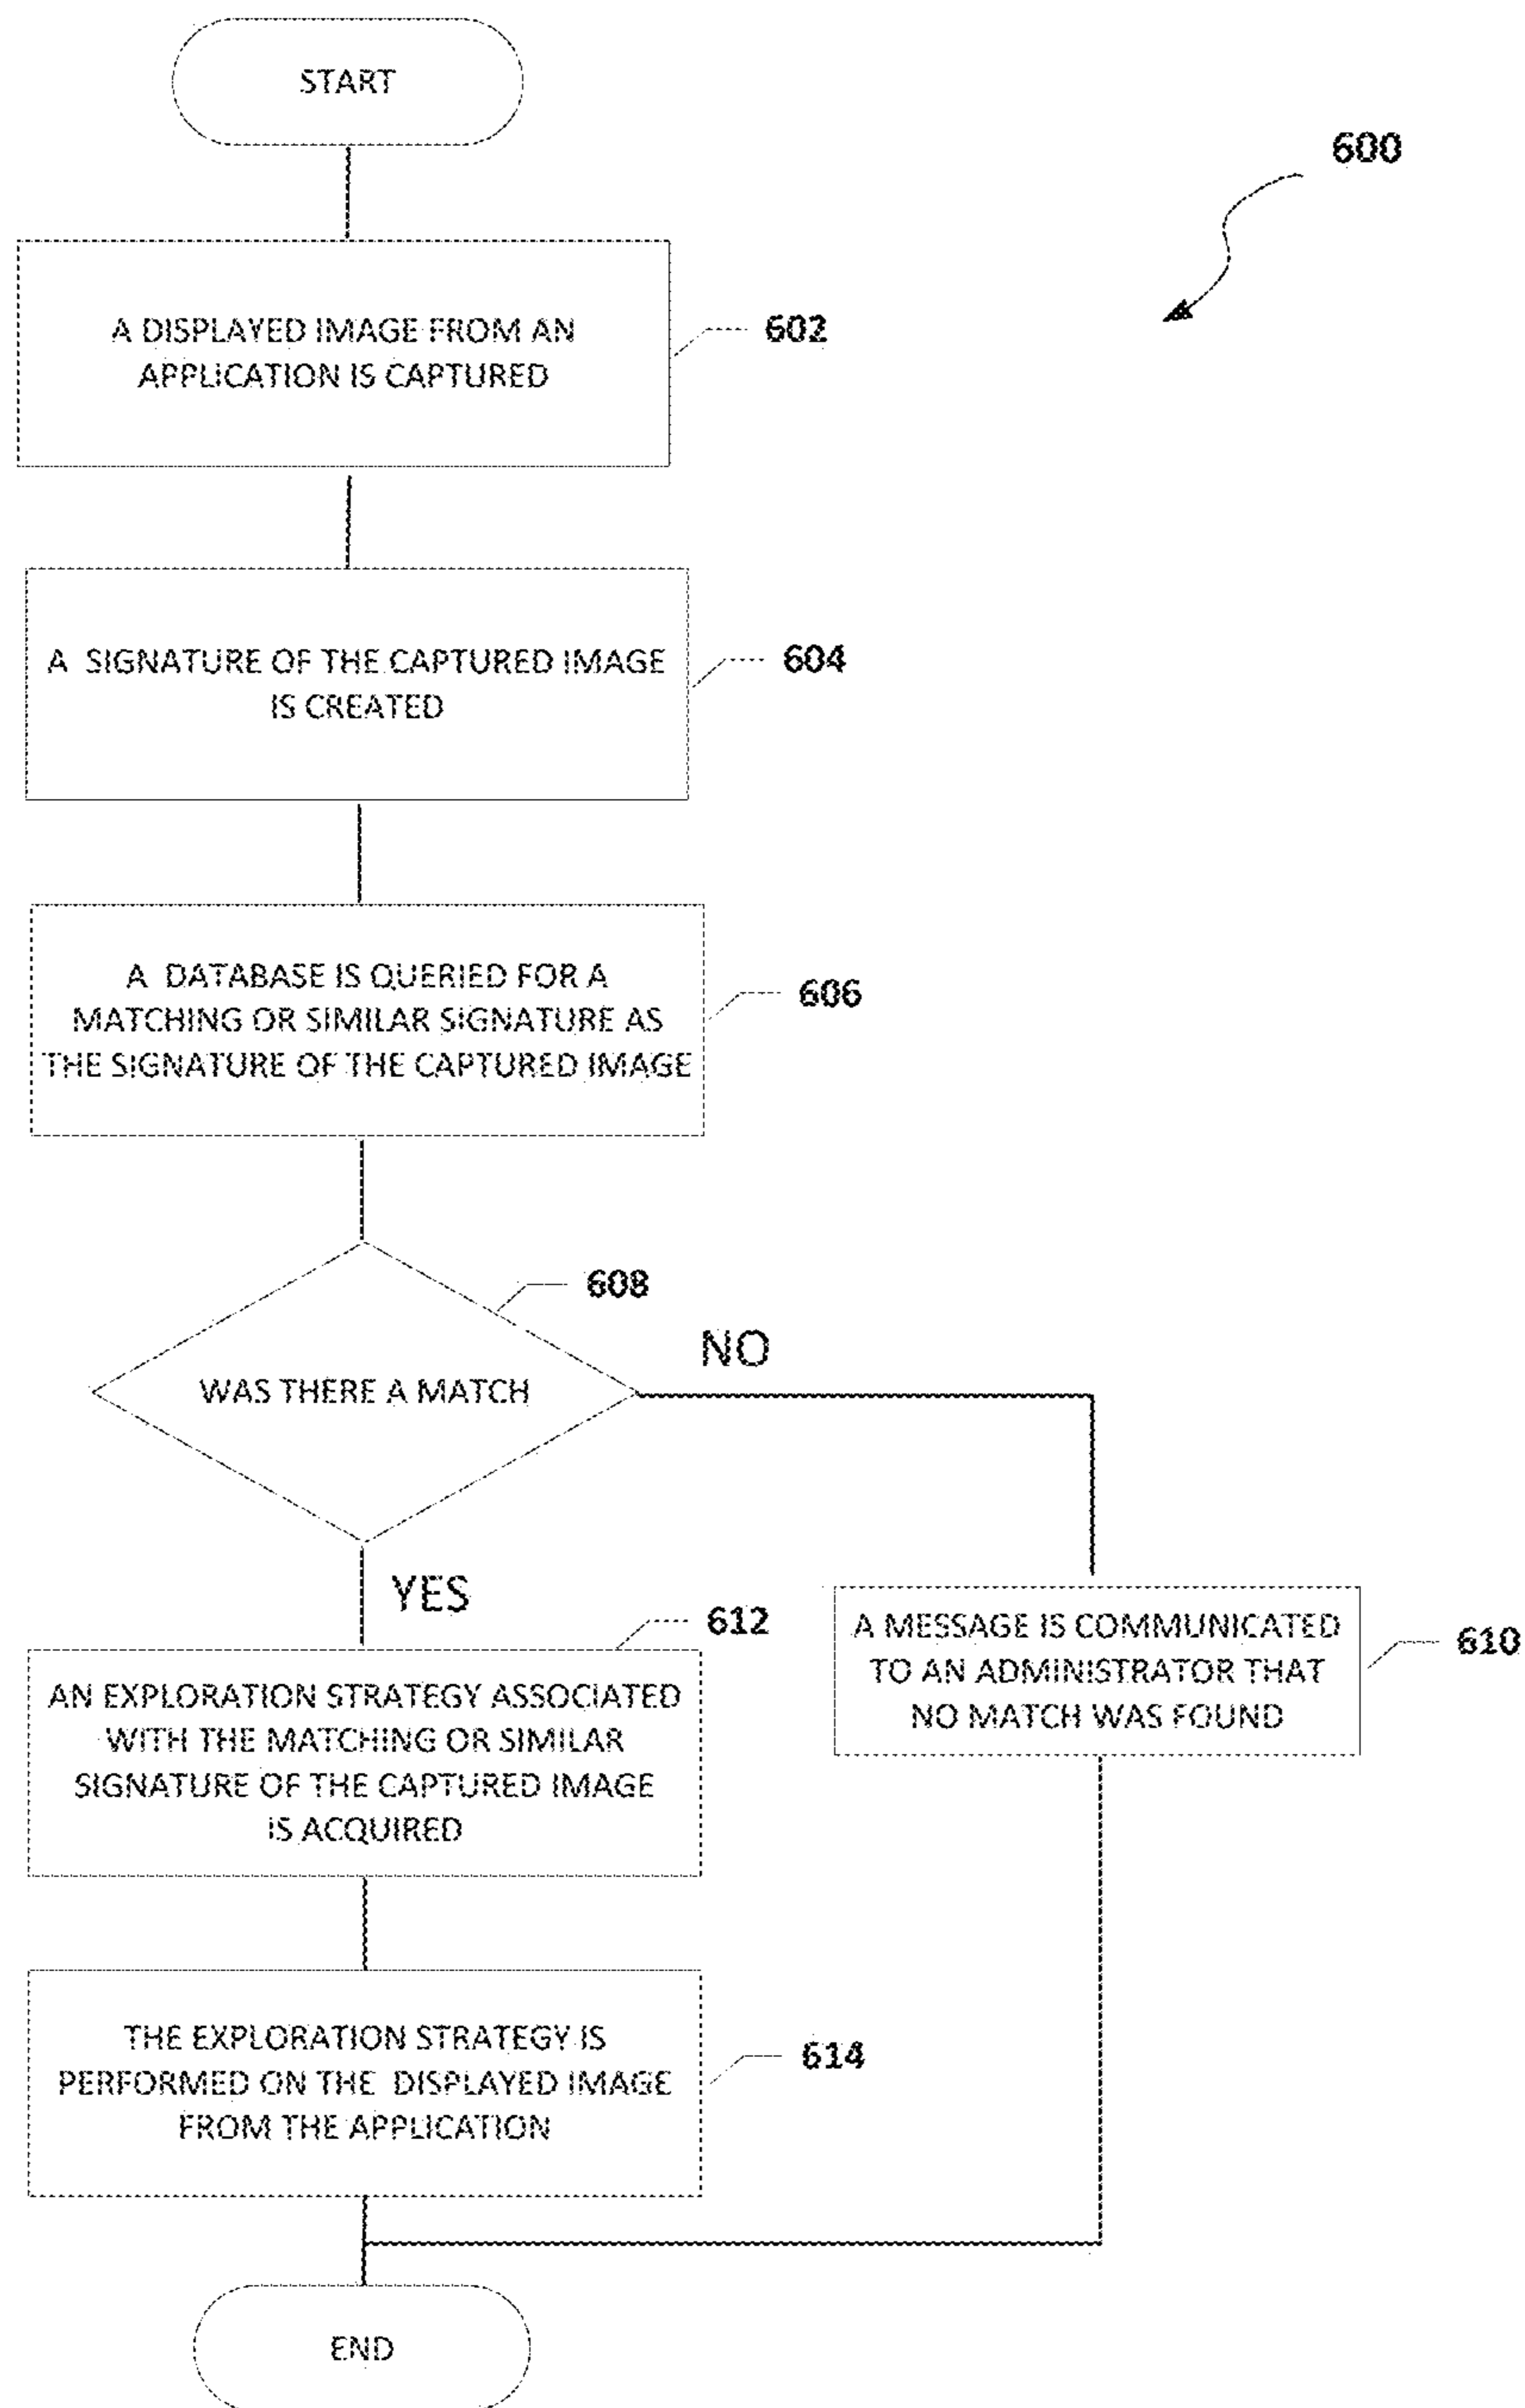 START
600
A DISPLAYED IMAGE FROM AN
APPLICATION IS CAPTURED
602
A SIGNATURE OF THE CAPTURED IMAGE
IS CREATED
604
A DATABASE IS QUERIED FOR A
MATCHING OR SIMILAR SIGNATURE AS
THE SIGNATURE OF THE CAPTURED IMAGE
606
608
WAS THERE A MATCH
NO
YES
612
AN EXPLORATION STRATEGY ASSOCIATED
WITH THE MATCHING OR SIMILAR
SIGNATURE OF THE CAPTURED IMAGE
IS ACQUIRED
A MESSAGE IS COMMUNICATED
TO AN ADMINISTRATOR THAT
NO MATCH WAS FOUND
610
THE EXPLORATION STRATEGY IS
PERFORMED ON THE DISPLAYED IMAGE
FROM THE APPLICATION
614
END